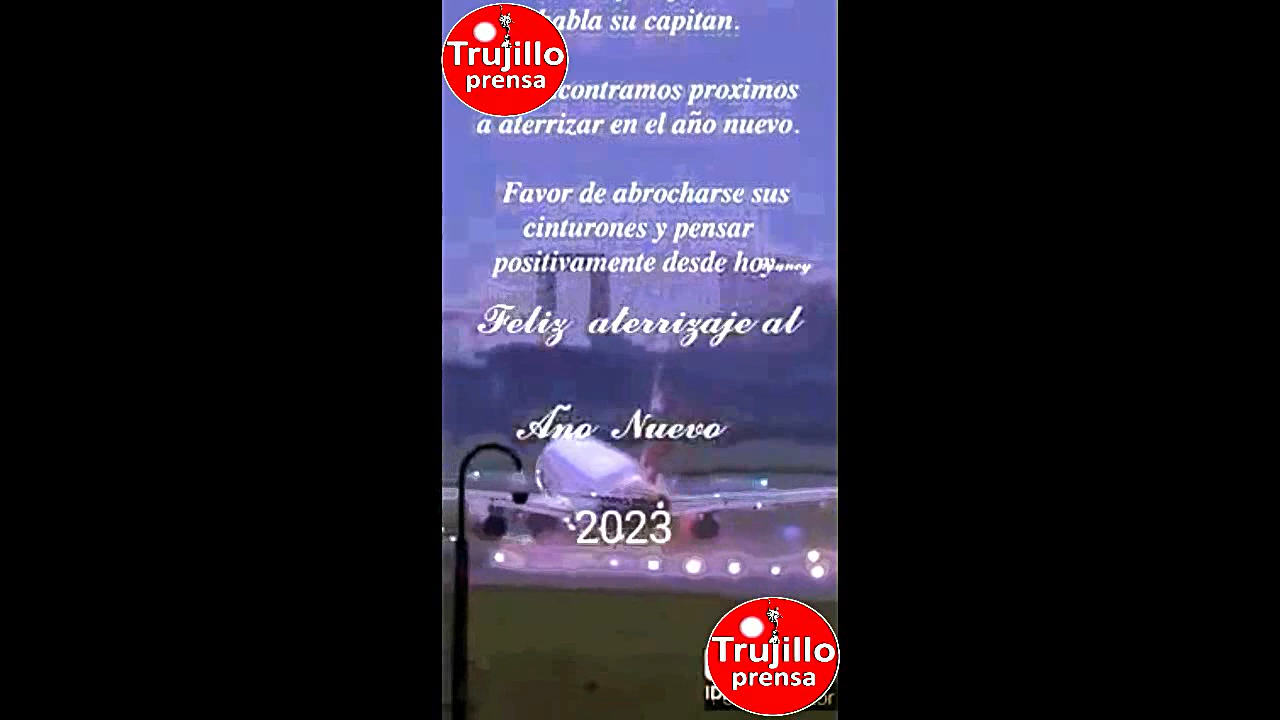 Trujillo
prensa
habla su capitan.
contramos proximos
a aterrizar en el año nuevo.
Favor de abrocharse sus
cinturones y pensar
positivamente desde hoy
Feliz aterrizaje al
Año Nuevo
2023
Trujillo
prensa